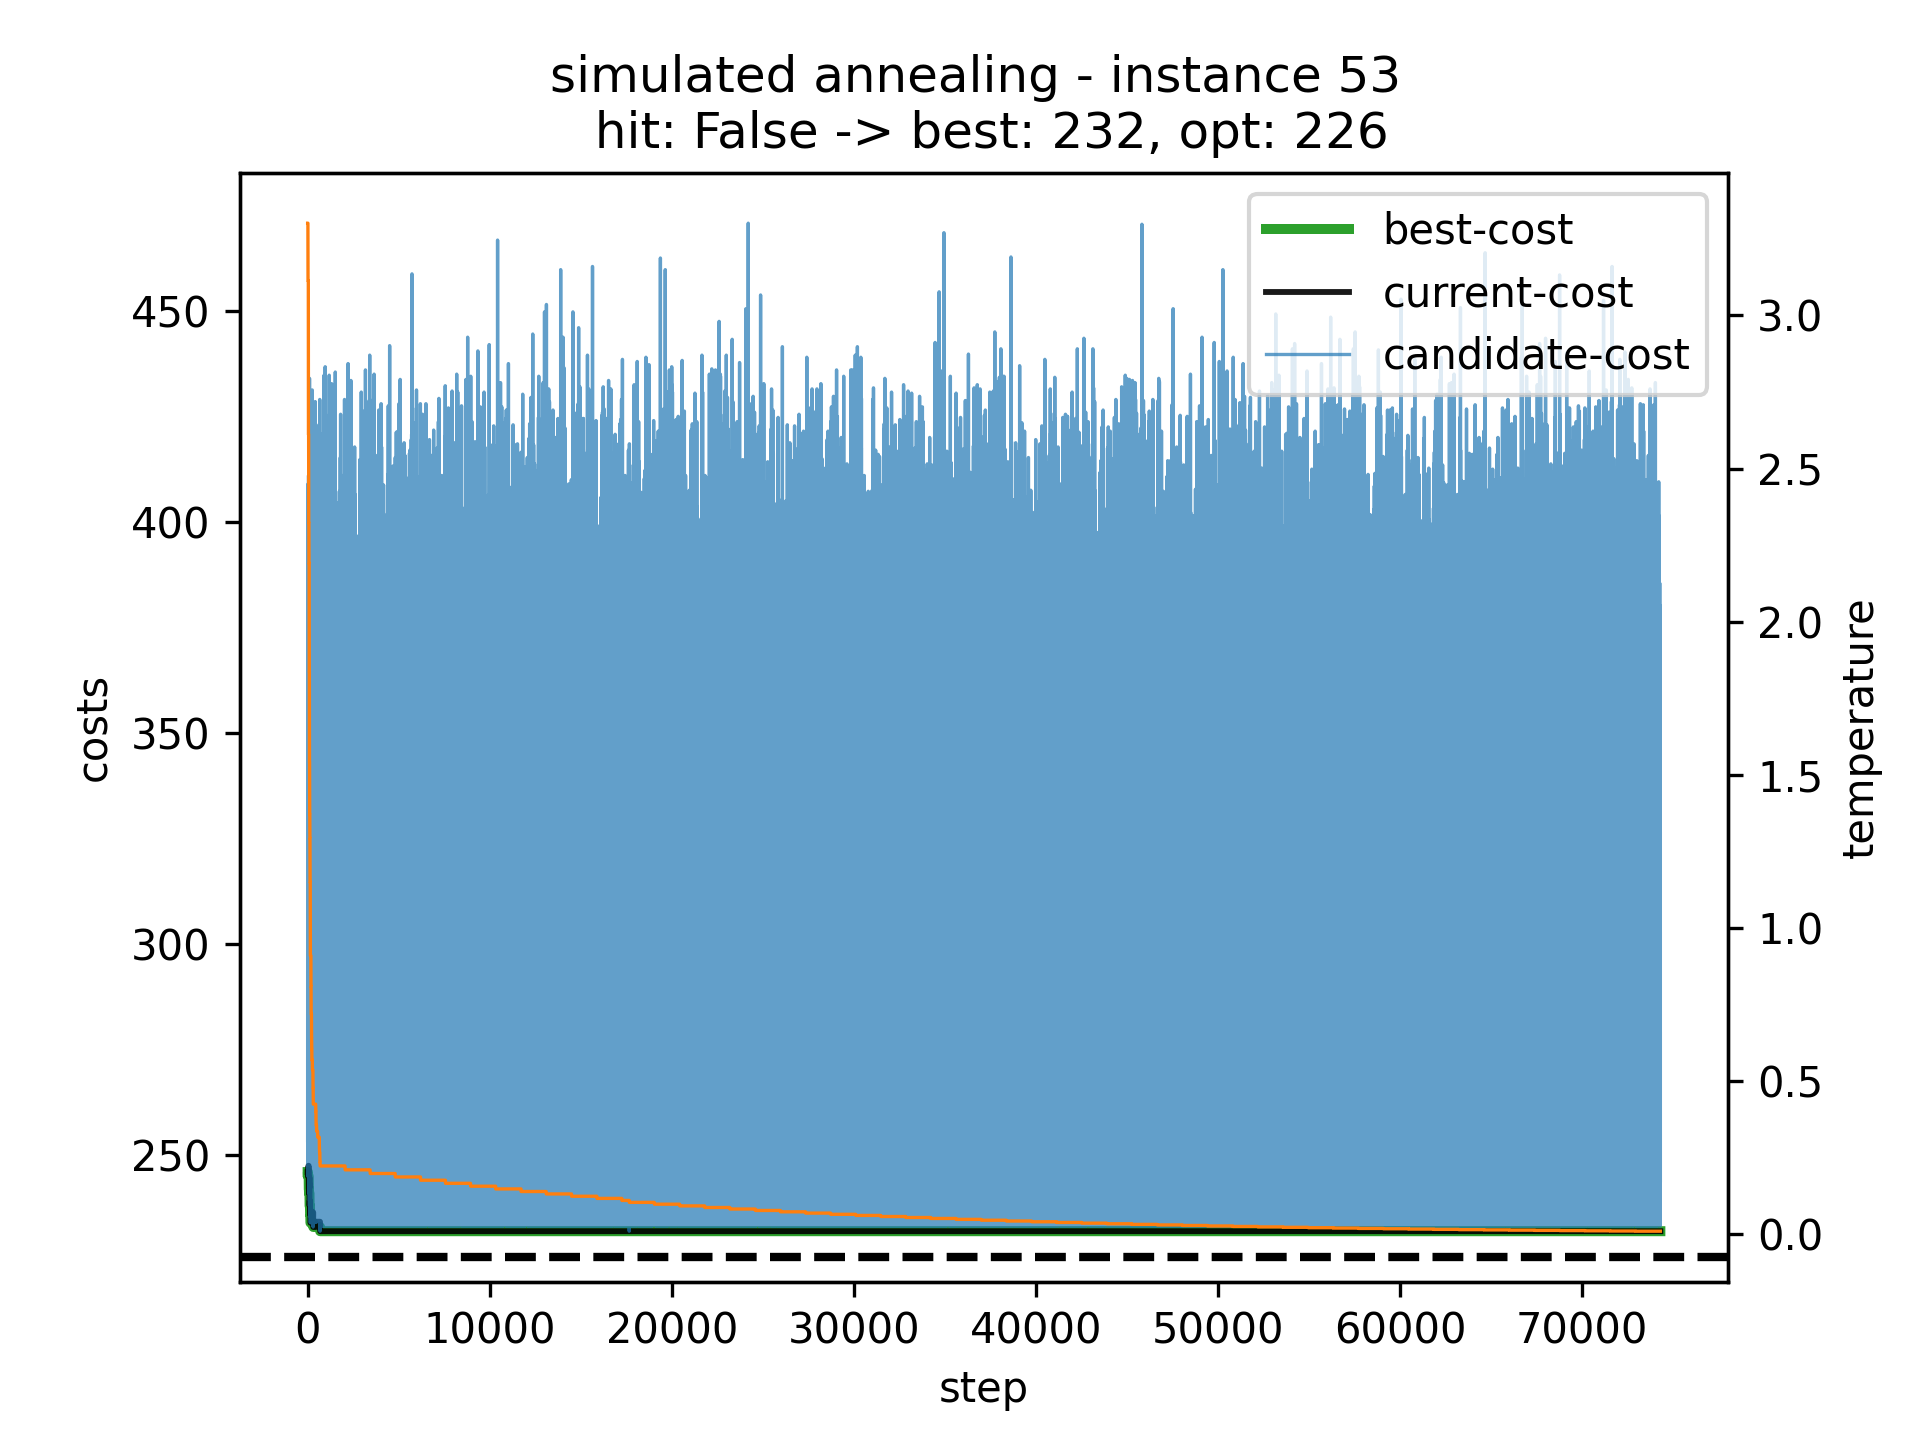 simulated annealing - instance 53
hit: False -> best: 232, opt: 226
best-cost
current-cost
candidate-cost
450
400
350
300
250
costs
3.0
2.5
2.0
1.5
1.0
0.5
0.0
temperature
0 10000 20000 30000 40000 50000 60000 70000
step